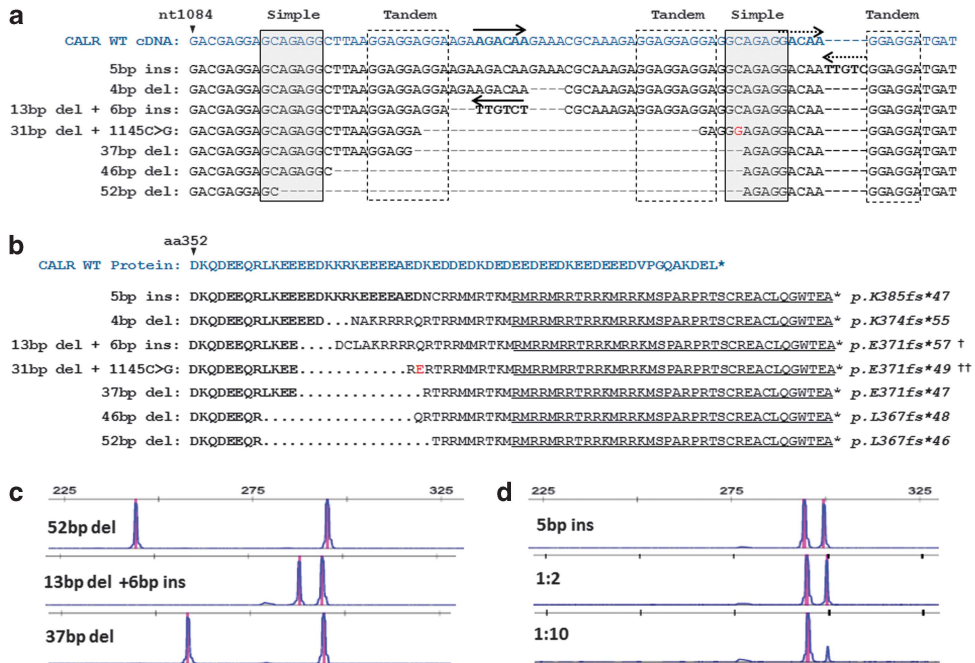 a
nt1084 Simple Tandem Tandem Simple Tandem
CALR WT cDNA: GACGAGGAGCAGAGGCTTAAGGAGGAGGAAGAAGACAAGAAACGCAAAGAGGAGGAGGAGGCAGAGGACAA-----GGAGGATGAT
5bp ins: GACGAGGAGCAGAGGCTTAAGGAGGAGGAAGAAGACAAGAAACGCAAAGAGGAGGAGGAGGCAGAGGACAATTGTCGGAGGATGAT
4bp del: GACGAGGAGCAGAGGCTTAAGGAGGAGGAAGAAGACAA----CGCAAAGAGGAGGAGGAGGCAGAGGACAA-----GGAGGATGAT
13bp del + 6bp ins: GACGAGGAGCAGAGGCTTAAGGAGGAGGA---TTGTCT----CGCAAAGAGGAGGAGGAGGCAGAGGACAA-----GGAGGATGAT
31bp del + 1145C>G: GACGAGGAGCAGAGGCTTAAGGAGGA-------------------------------GAGGGAGAGGACAA-----GGAGGATGAT
37bp del: GACGAGGAGCAGAGGCTTAAGGAGG-------------------------------------AGAGGACAA-----GGAGGATGAT
46bp del: GACGAGGAGCAGAGGC----------------------------------------------AGAGGACAA-----GGAGGATGAT
52bp del: GACGAGGAGC----------------------------------------------------AGAGGACAA-----GGAGGATGAT
b
aa352
CALR WT Protein: DKQDEEQRLKEEEEDKKRKEEEEAEDKEDDEDKDEDEEDEEDKEEDEEEDVPGQAKDEL*
5bp ins: DKQDEEQRLKEEEEDKKRKEEEEAEDNCRRMMRTKMRMRRMRRTRRKMRRKMSPARPRTSCREACLQGWTEA* p.K385fs*47
4bp del: DKQDEEQRLKEEEED...NAKRRRRQRTRRMMRTKMRMRRMRRTRRKMRRKMSPARPRTSCREACLQGWTEA* p.K374fs*55
13bp del + 6bp ins: DKQDEEQRLKEE....DCLAKRRRRQRTRRMMRTKMRMRRMRRTRRKMRRKMSPARPRTSCREACLQGWTEA* p.E371fs*57 †
31bp del + 1145C>G: DKQDEEQRLKEE............RERTRRMMRTKMRMRRMRRTRRKMRRKMSPARPRTSCREACLQGWTEA* p.E371fs*49 ††
37bp del: DKQDEEQRLKEE..............RTRRMMRTKMRMRRMRRTRRKMRRKMSPARPRTSCREACLQGWTEA* p.E371fs*47
46bp del: DKQDEEQR.................QRTRRMMRTKMRMRRMRRTRRKMRRKMSPARPRTSCREACLQGWTEA* p.L367fs*48
52bp del: DKQDEEQR...................RTRRMMRTKMRMRRMRRTRRKMRRKMSPARPRTSCREACLQGWTEA* p.L367fs*46
c
225 275 325
52bp del
13bp del +6bp ins
37bp del
d
225 275 325
5bp ins
1:2
1:10